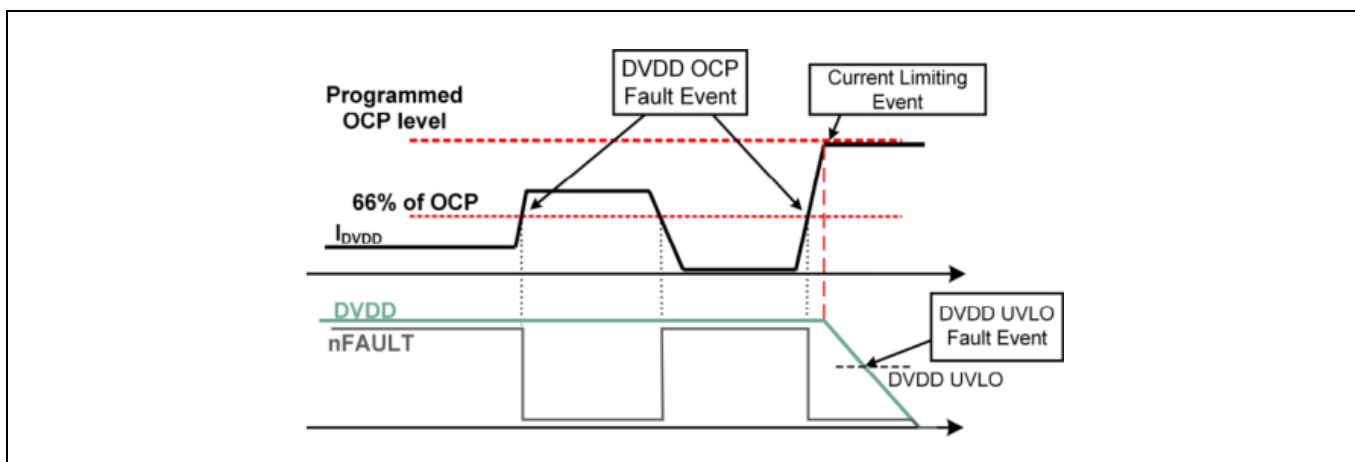 DVDD OCP
Fault Event
Current Limiting
Event
Programmed
OCP level
66% of OCP
IDVDD
DVDD
nFAULT
DVDD UVLO
Fault Event
DVDD UVLO